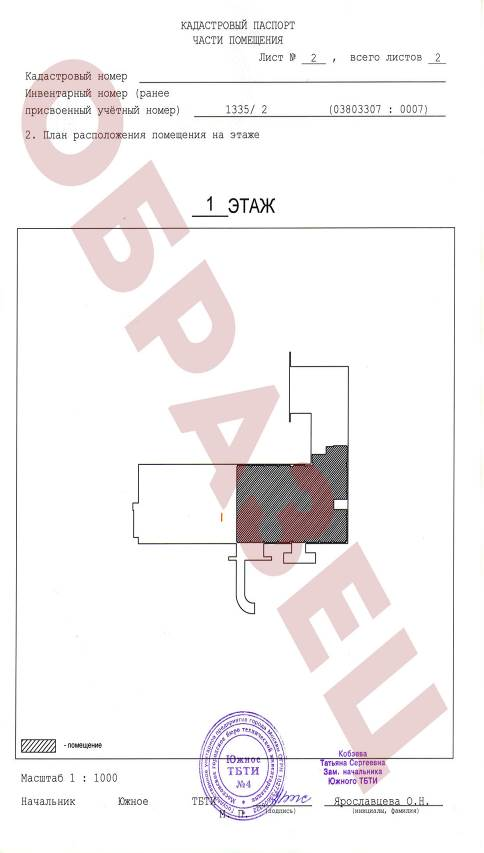 КАДАСТРОВЫЙ ПАСПОРТ
ЧАСТИ ПОМЕЩЕНИЯ
Лист № 2 , всего листов 2
Кадастровый номер
Инвентарный номер (ранее
присвоенный учётный номер) 1335/ 2 (03803307 : 0007)
2. План расположения помещения на этаже
1 ЭТАЖ
ОБРАЗЕЦ
- помещение
Южное
ТБТИ
№4
Кобзева
Татьяна Сергеевна
Зам. начальника
Южного ТБТИ
Масштаб 1 : 1000
Начальник Южное ТБТИ Ярославцева О.Н.
М. П. (подпись) (инициалы, фамилия)